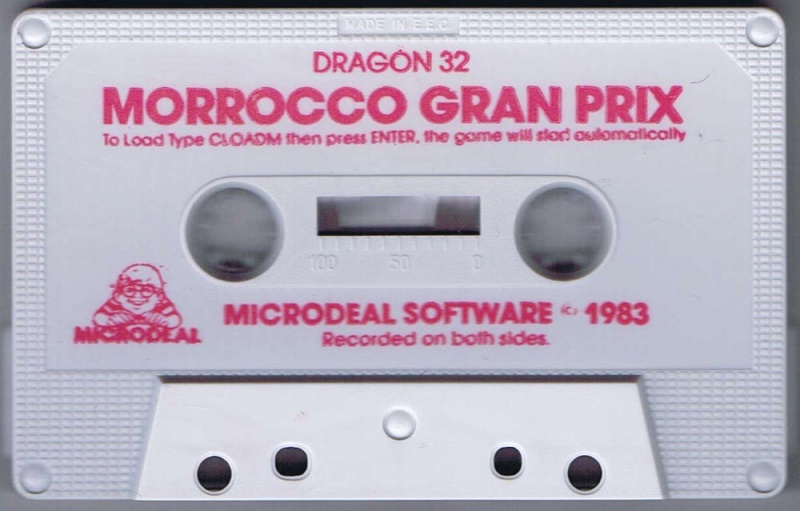 MADE IN E.E.C.
DRAGON 32
MORROCCO GRAN PRIX
To Load Type CLOADM then press ENTER, the game will start automatically
100 50 0
MICRODEAL
MICRODEAL SOFTWARE (C) 1983
Recorded on both sides.